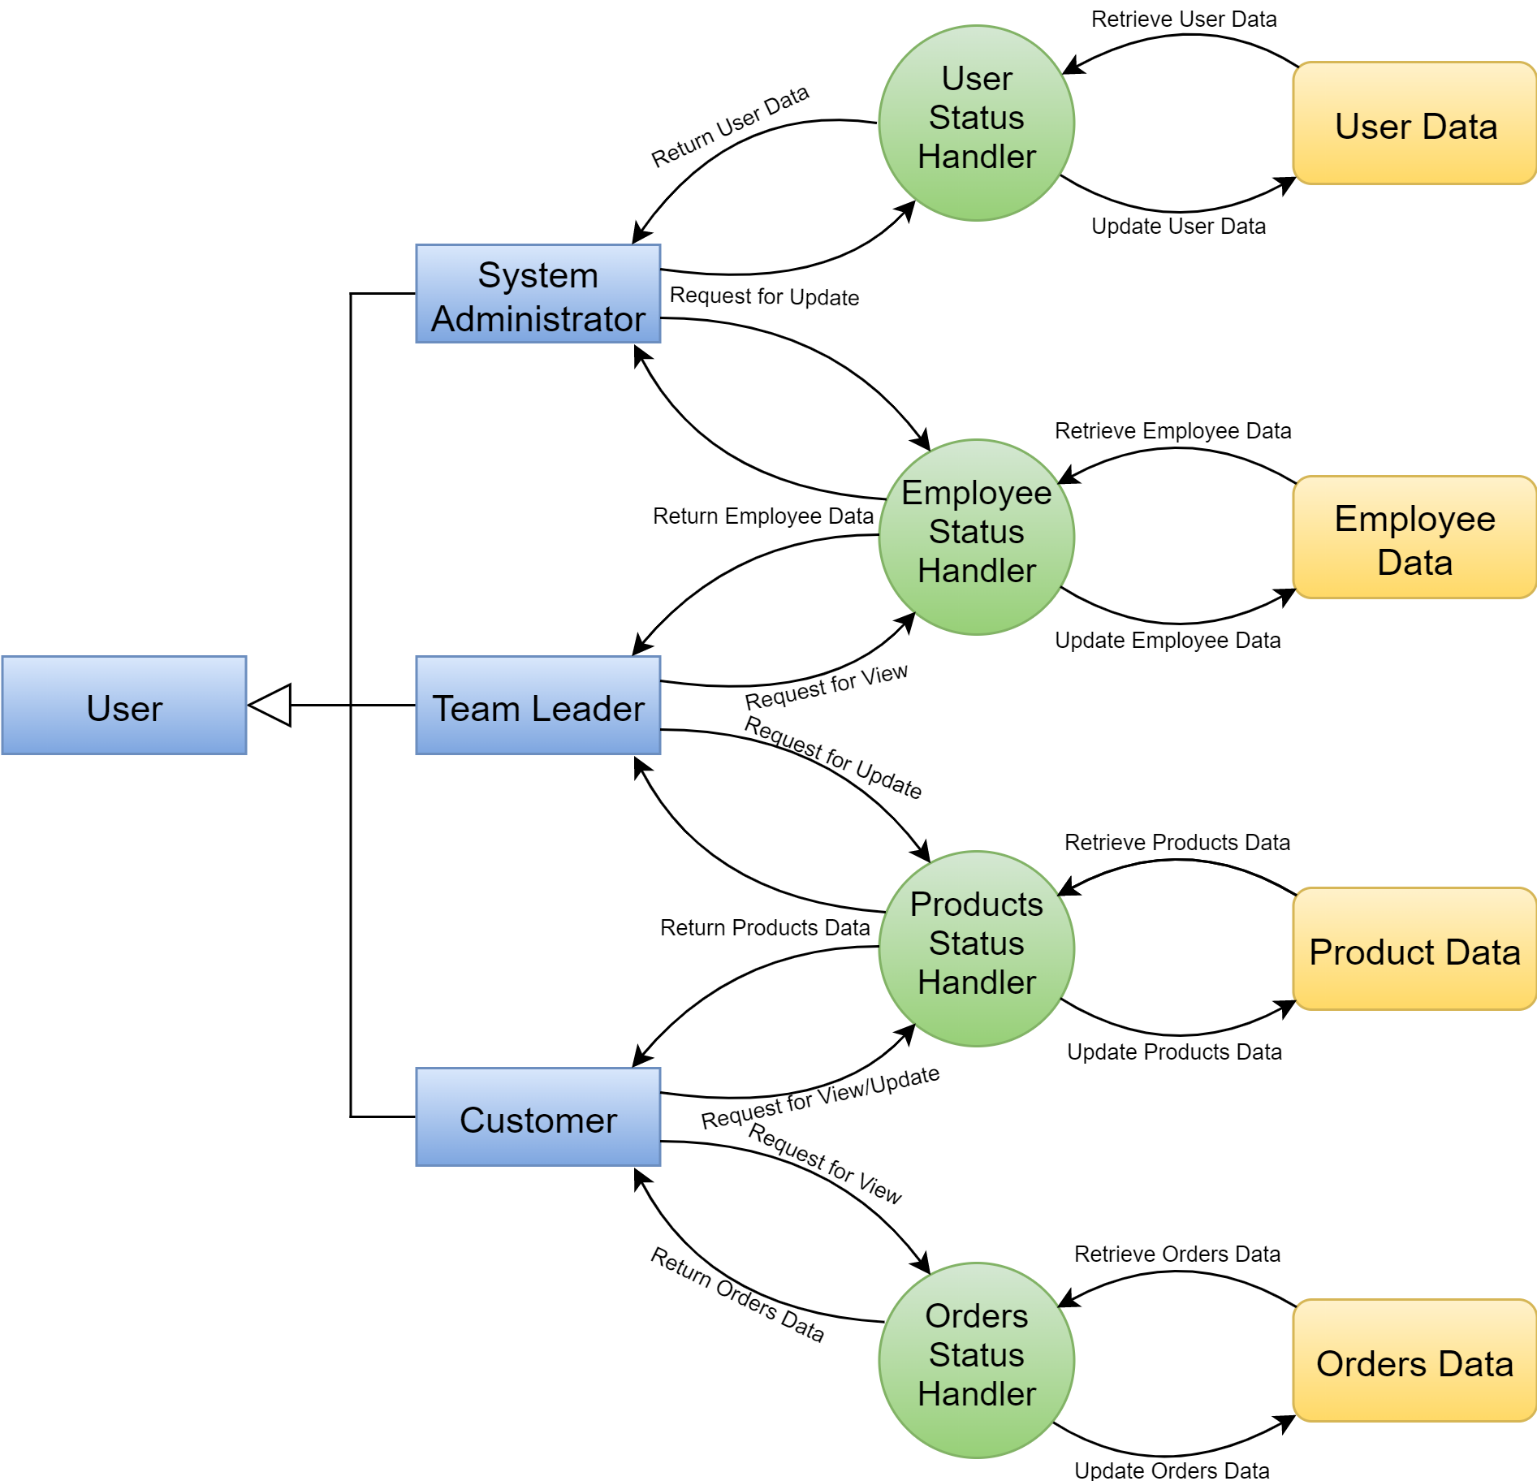 Retrieve User Data
User
Status
Handler
User Data
Return User Data
Update User Data
System
Administrator
Request for Update
Retrieve Employee Data
Employee
Status
Handler
Employee
Data
Return Employee Data
Update Employee Data
User
Team Leader
Request for View
Request for Update
Retrieve Products Data
Products
Status
Handler
Product Data
Return Products Data
Update Products Data
Customer
Request for View/Update
Request for View
Retrieve Orders Data
Return Orders Data
Orders
Status
Handler
Orders Data
Update Orders Data